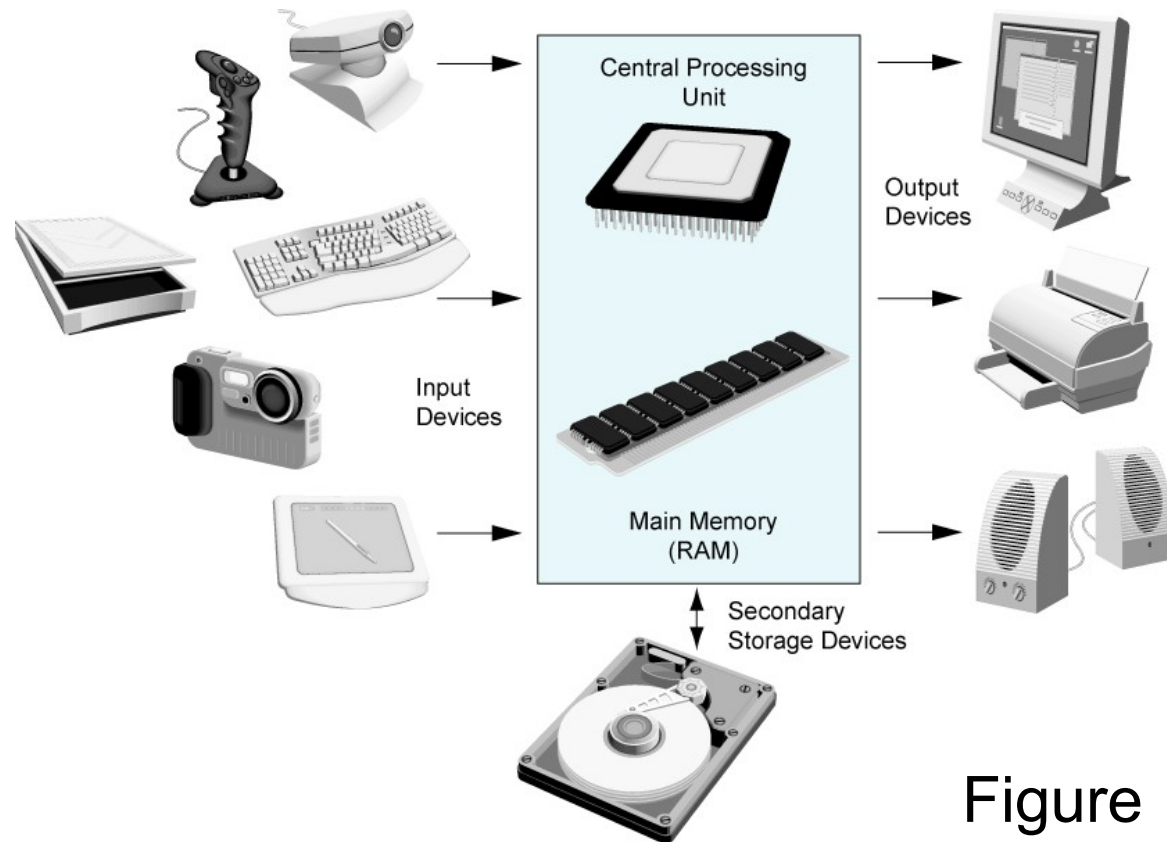 Central Processing
Unit
Output
Devices
Input
Devices
Main Memory
(RAM)
Secondary
Storage Devices
Figure